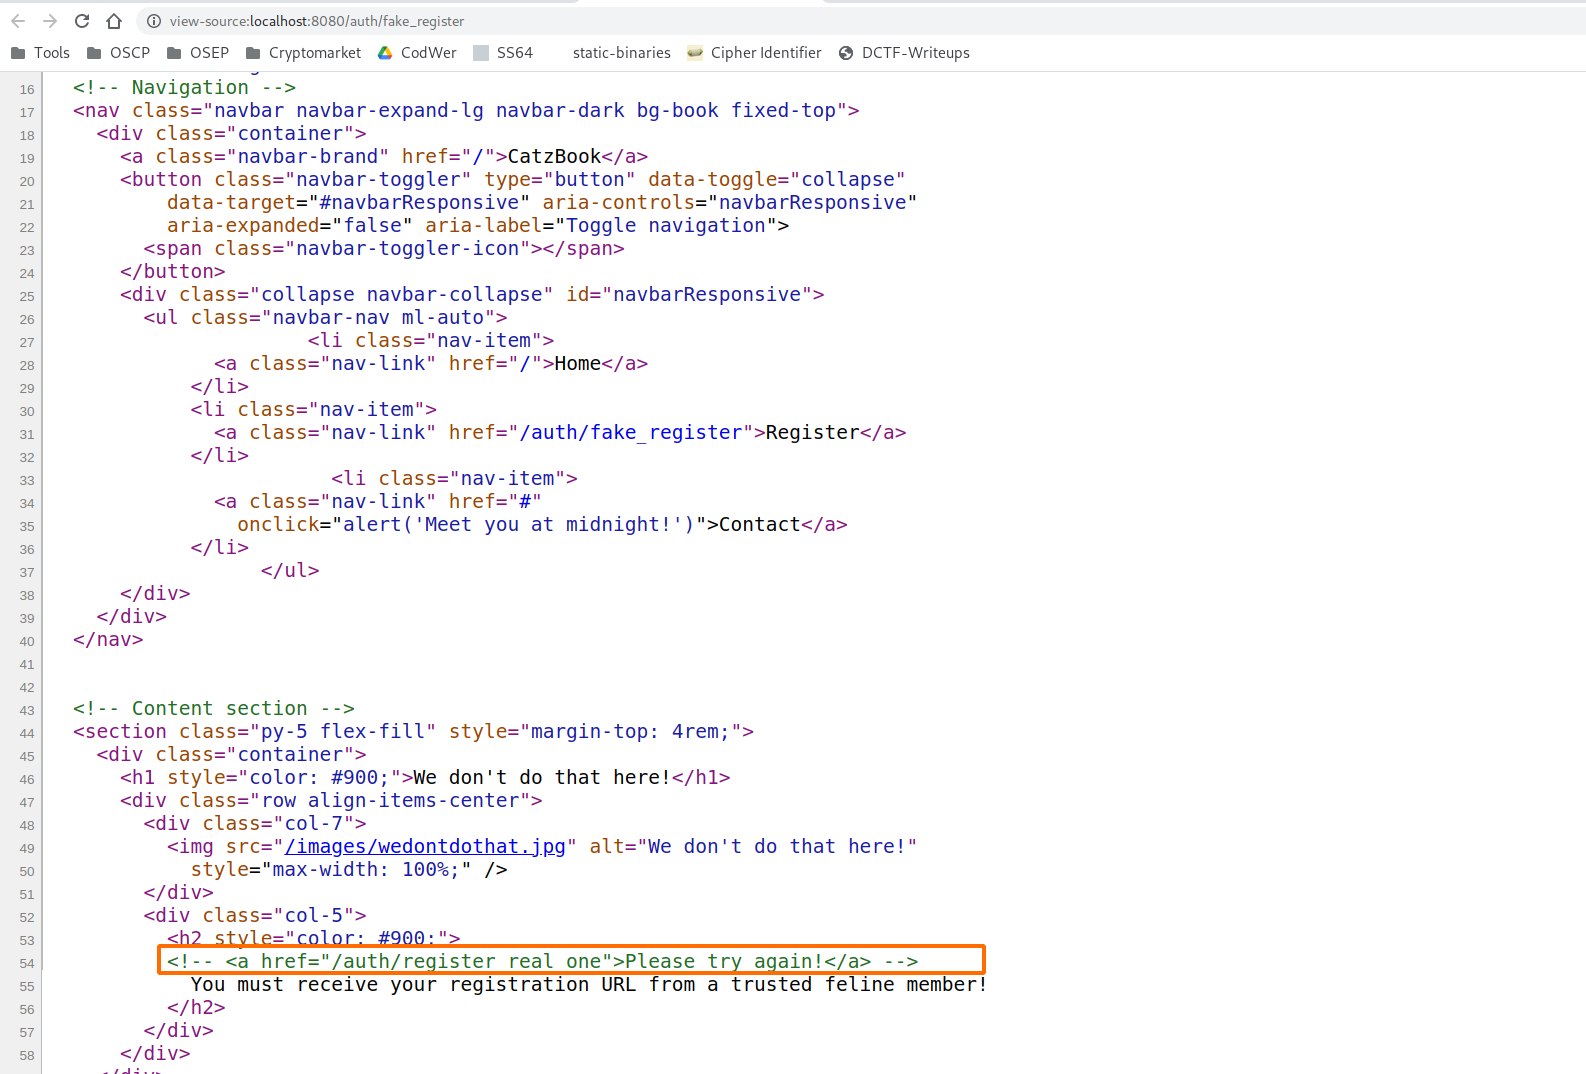 view-source:localhost:8080/auth/fake_register
Tools OSCP OSEP Cryptomarket CodWer SS64 static-binaries Cipher Identifier DCTF-Writeups
16 <!-- Navigation -->
17 <nav class="navbar navbar-expand-lg navbar-dark bg-book fixed-top">
18 <div class="container">
19 <a class="navbar-brand" href="/">CatzBook</a>
20 <button class="navbar-toggler" type="button" data-toggle="collapse"
21 data-target="#navbarResponsive" aria-controls="navbarResponsive"
22 aria-expanded="false" aria-label="Toggle navigation">
23 <span class="navbar-toggler-icon"></span>
24 </button>
25 <div class="collapse navbar-collapse" id="navbarResponsive">
26 <ul class="navbar-nav ml-auto">
27 <li class="nav-item">
28 <a class="nav-link" href="/">Home</a>
29 </li>
30 <li class="nav-item">
31 <a class="nav-link" href="/auth/fake_register">Register</a>
32 </li>
33 <li class="nav-item">
34 <a class="nav-link" href="#"
35 onclick="alert('Meet you at midnight!')">Contact</a>
36 </li>
37 </ul>
38 </div>
39 </div>
40 </nav>
41
42
43 <!-- Content section -->
44 <section class="py-5 flex-fill" style="margin-top: 4rem;">
45 <div class="container">
46 <h1 style="color: #900;">We don't do that here!</h1>
47 <div class="row align-items-center">
48 <div class="col-7">
49 <img src="/images/wedontdothat.jpg" alt="We don't do that here!"
50 style="max-width: 100%;" />
51 </div>
52 <div class="col-5">
53 <h2 style="color: #900;">
54 <!-- <a href="/auth/register_real_one">Please try again!</a> -->
55 You must receive your registration URL from a trusted feline member!
56 </h2>
57 </div>
58 </div>
</div>